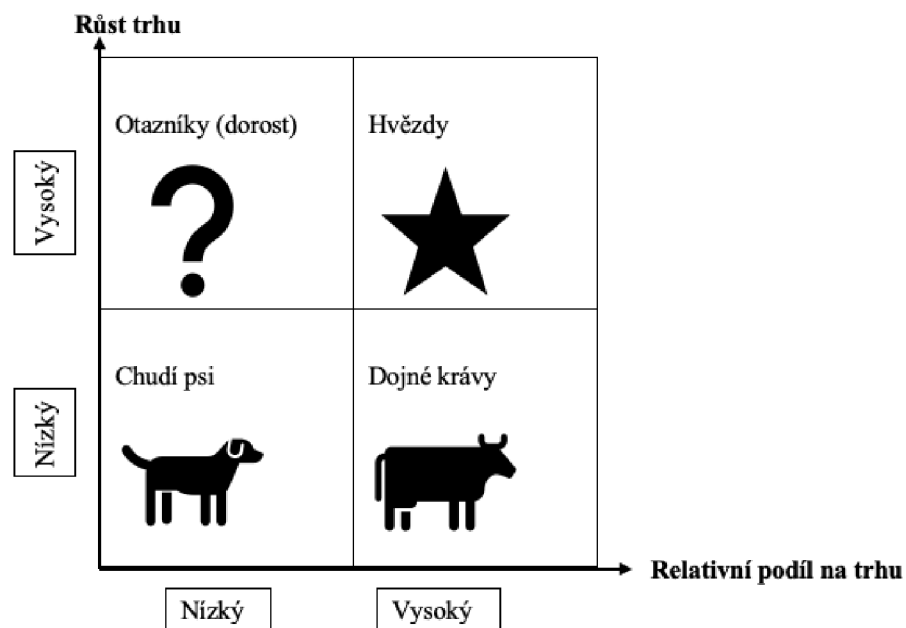 Růst trhu
Otazníky (dorost)
Hvězdy
Vysoký
Chudí psi
Dojné krávy
Nízký
Relativní podíl na trhu
Nízký
Vysoký